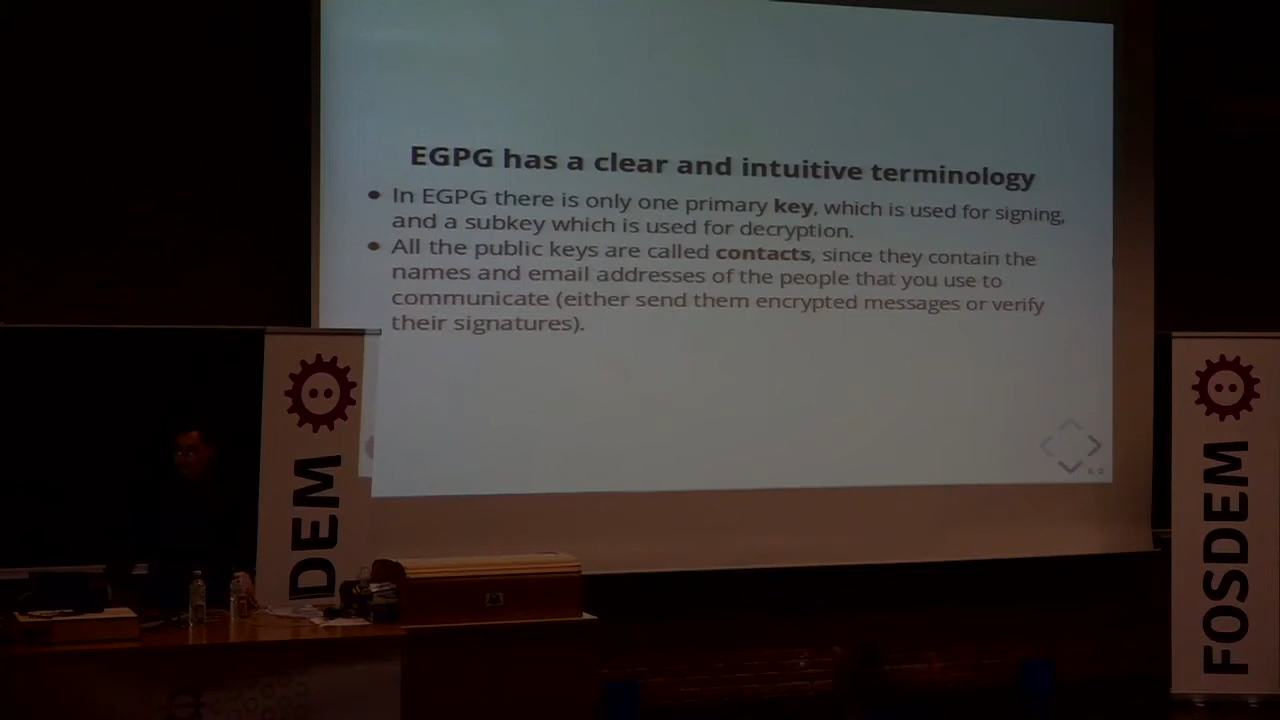 EGPG has a clear and intuitive terminology
In EGPG there is only one primary key, which is used for signing,
and a subkey which is used for decryption.
All the public keys are called contacts, since they contain the
names and email addresses of the people that you use to
communicate (either send them encrypted messages or verify
their signatures).
DEM
FOSDEM